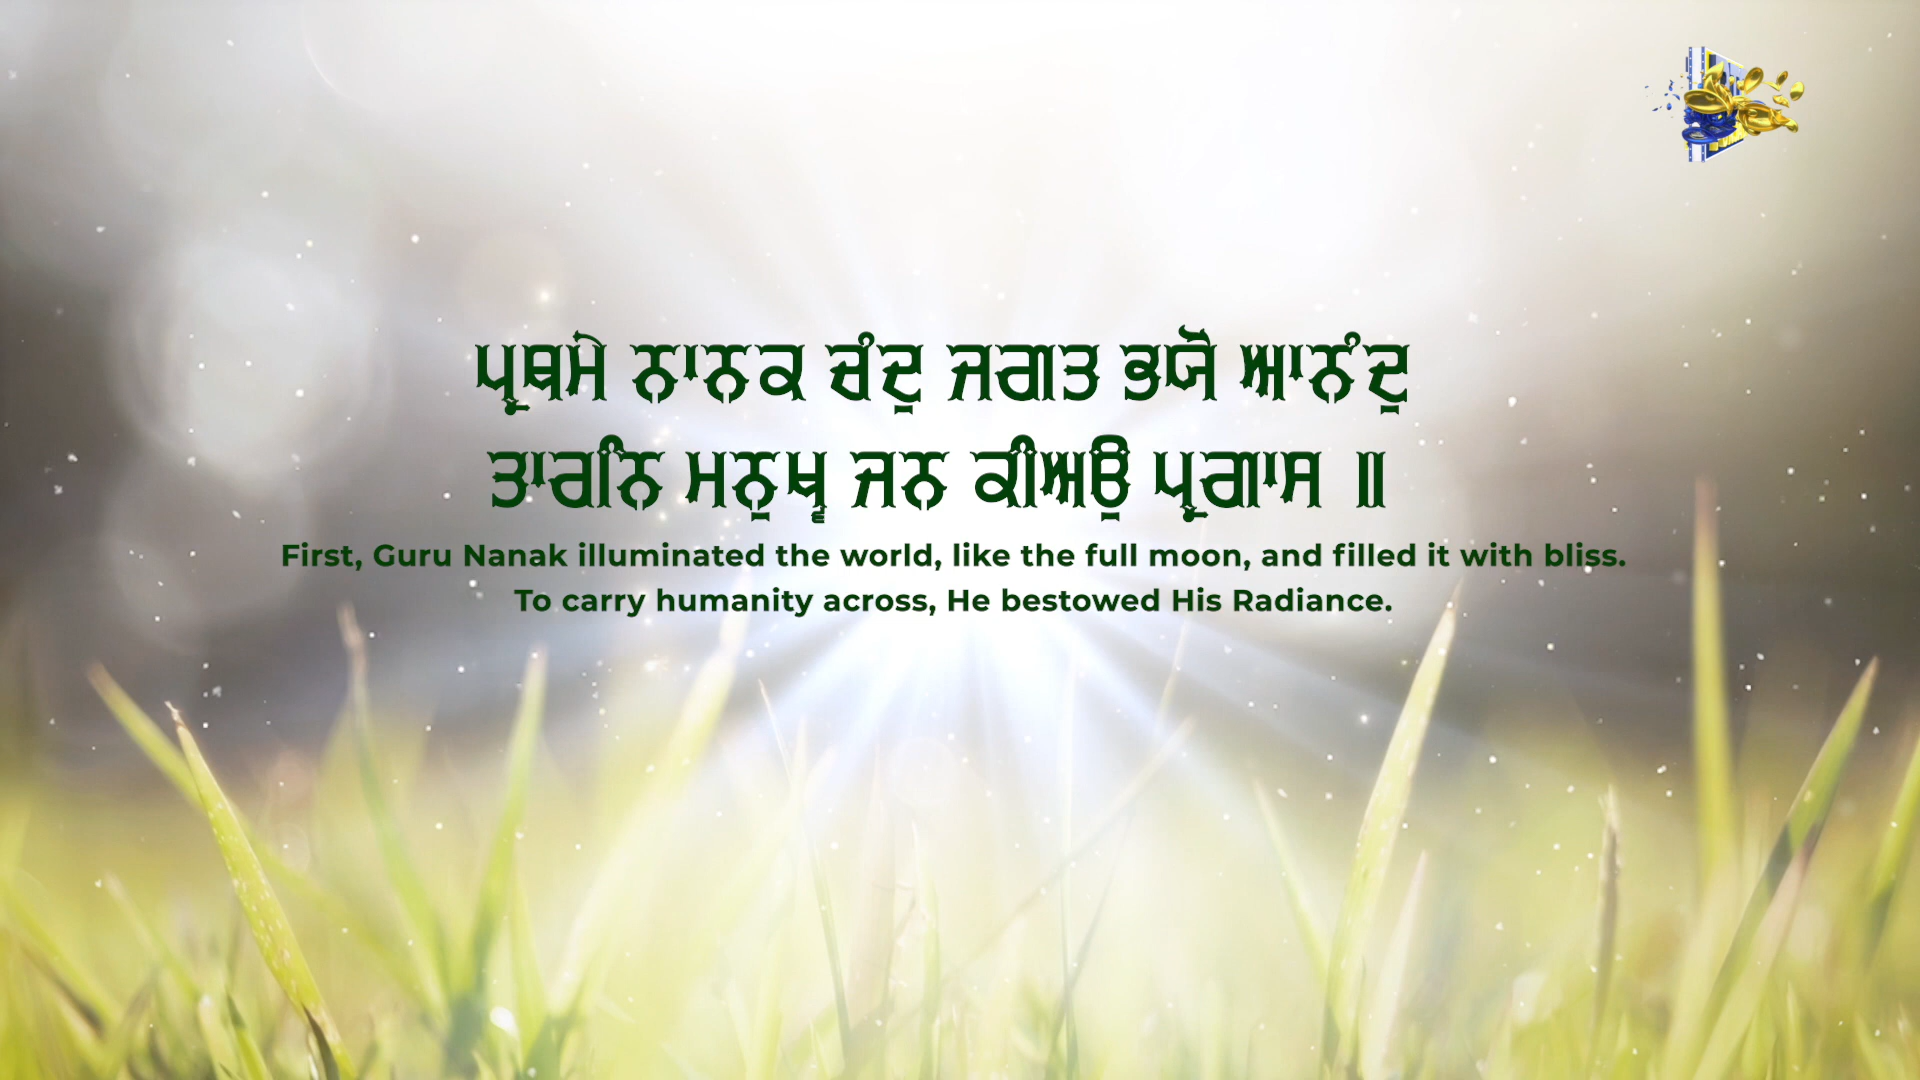 ਪ੍ਰਥਮੇ ਨਾਨਕ ਚੰਦੁ ਜਗਤ ਭਯੋ ਆਨੰਦੁ
ਤਾਰਨਿ ਮਨੁਖੵ ਜਨ ਕੀਅਉ ਪ੍ਰਗਾਸ ॥
First, Guru Nanak illuminated the world, like the full moon, and filled it with bliss.
To carry humanity across, He bestowed His Radiance.